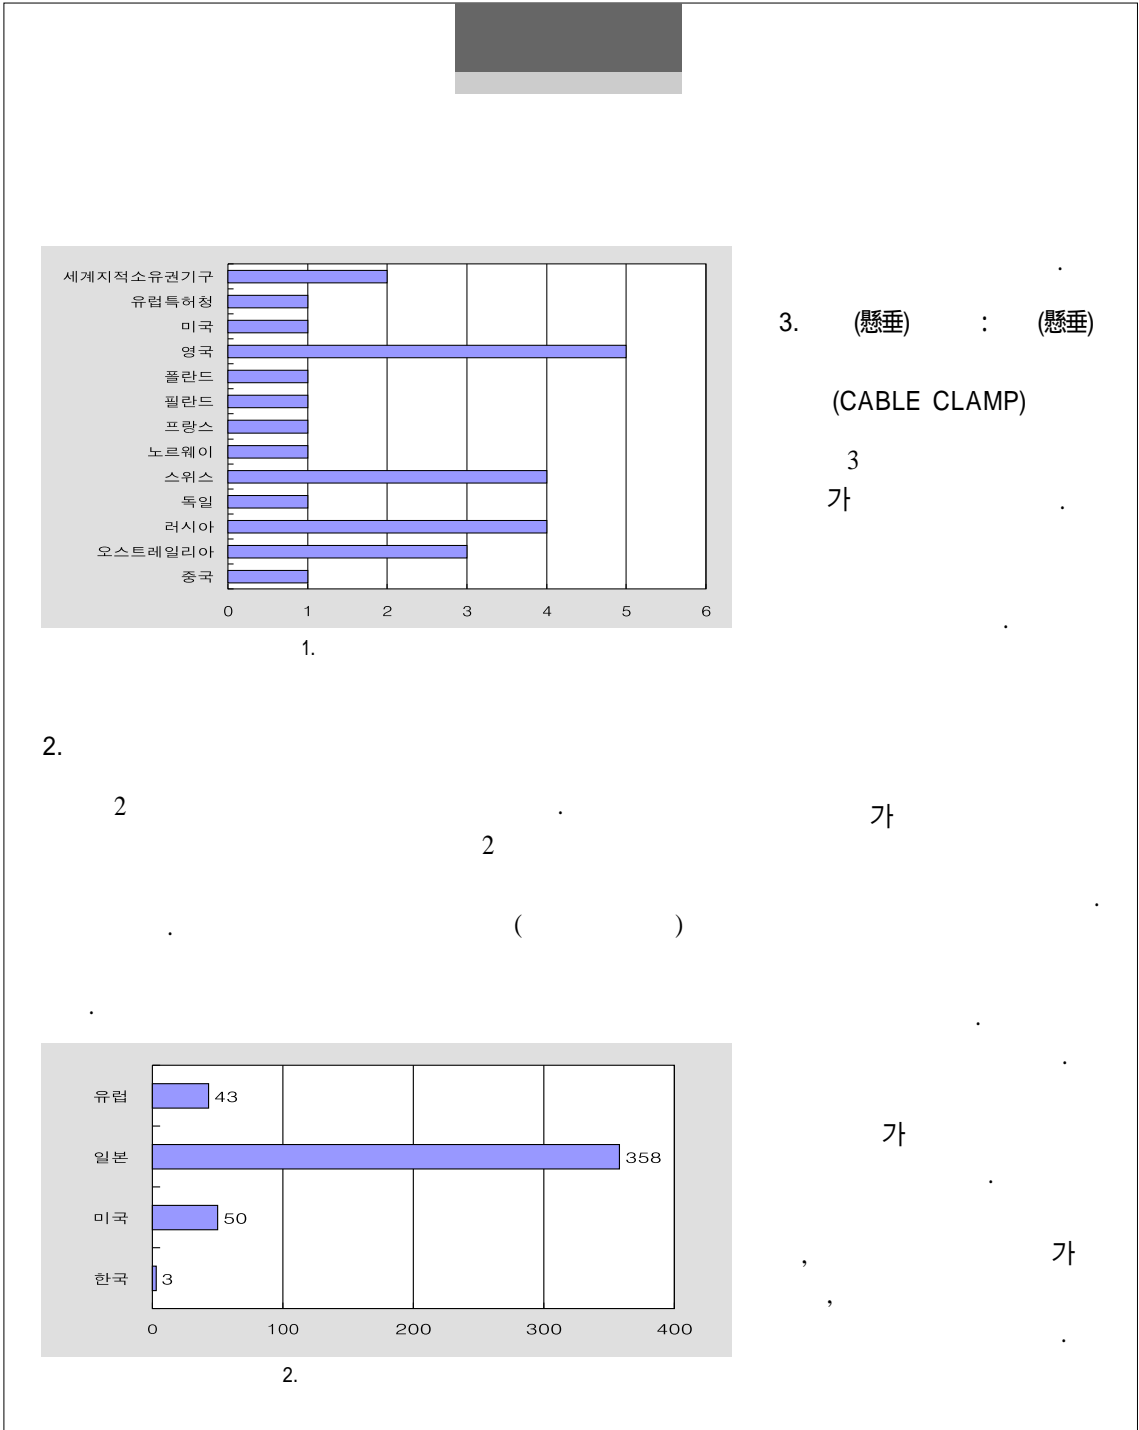 세계지적소유권기구
유럽특허청
미국
영국
폴란드
필란드
프랑스
노르웨이
스위스
독일
러시아
오스트레일리아
중국
0 1 2 3 4 5 6
1.
2.
2 .
2
. ( )
.
유럽 43
일본 358
미국 50
한국 3
0 100 200 300 400
2.
.
3. (懸垂) : (懸垂)
(CABLE CLAMP)
3
가 .
.
가
.
.
.
가
.
, 가
,
.